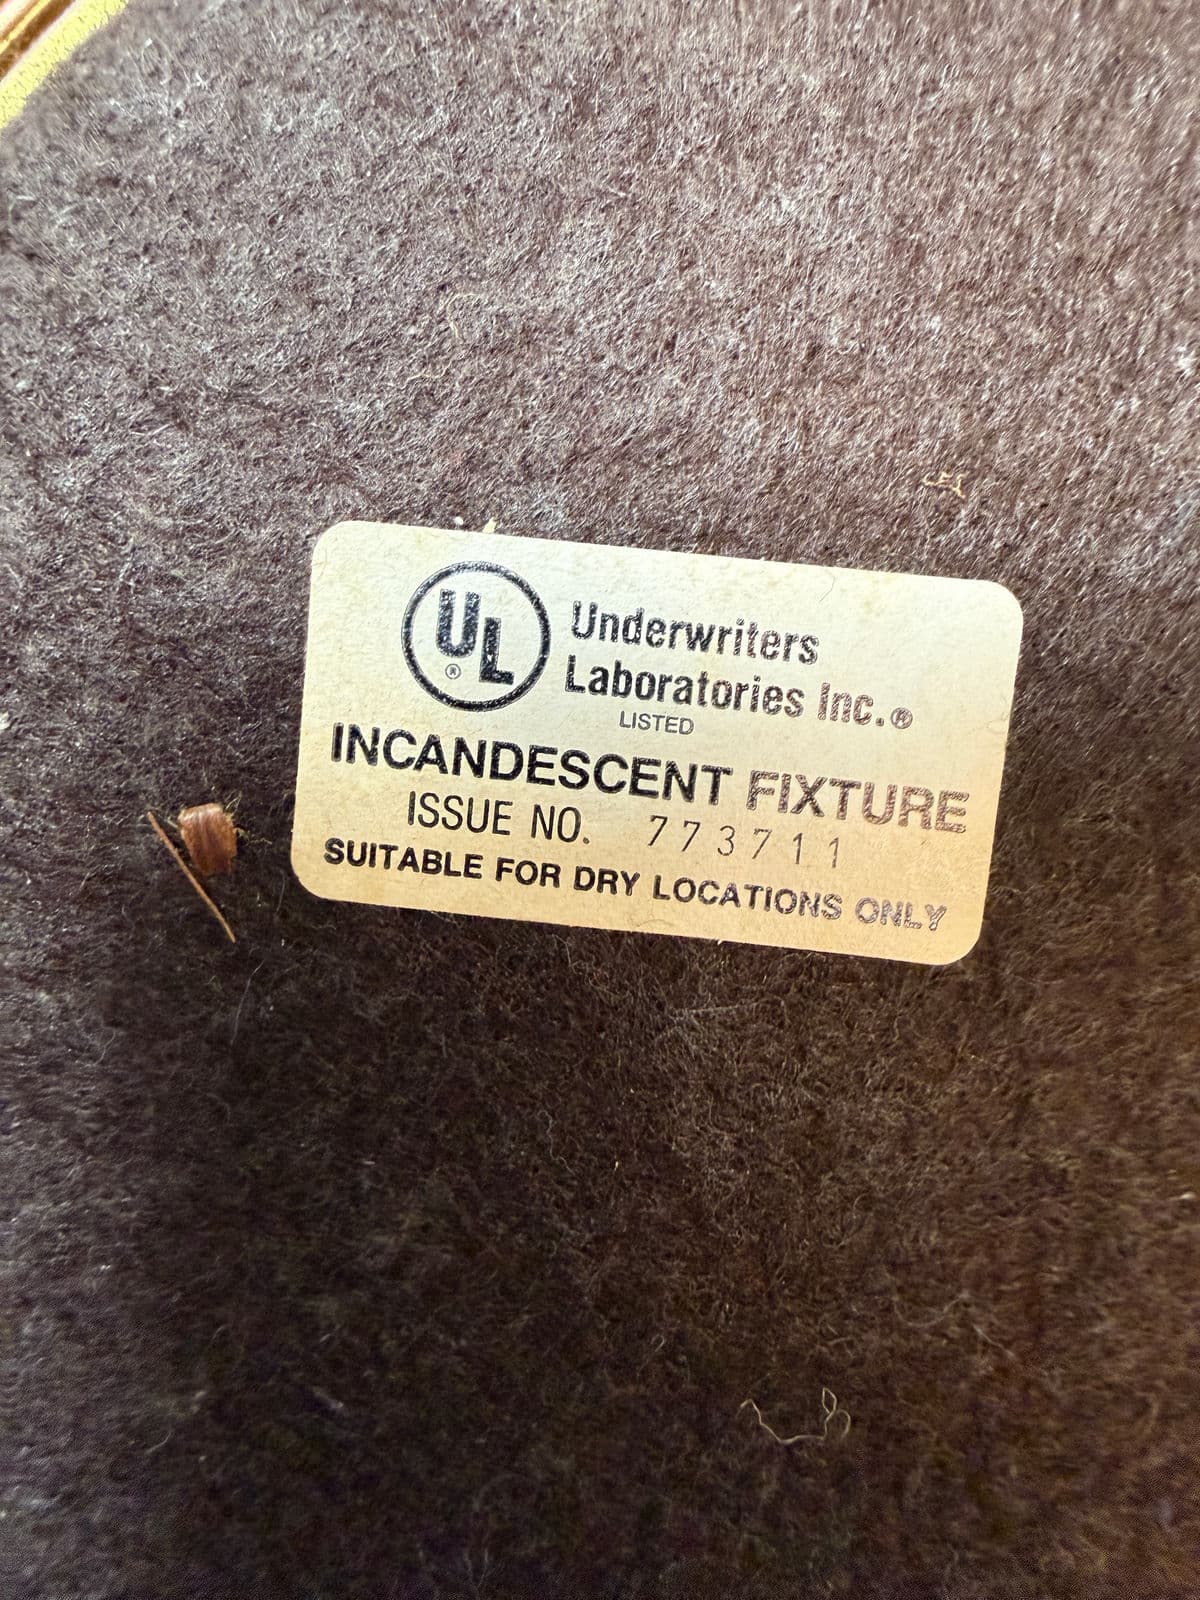 UL®
Underwriters
Laboratories Inc.®
LISTED
INCANDESCENT FIXTURE
ISSUE NO. 773711
SUITABLE FOR DRY LOCATIONS ONLY